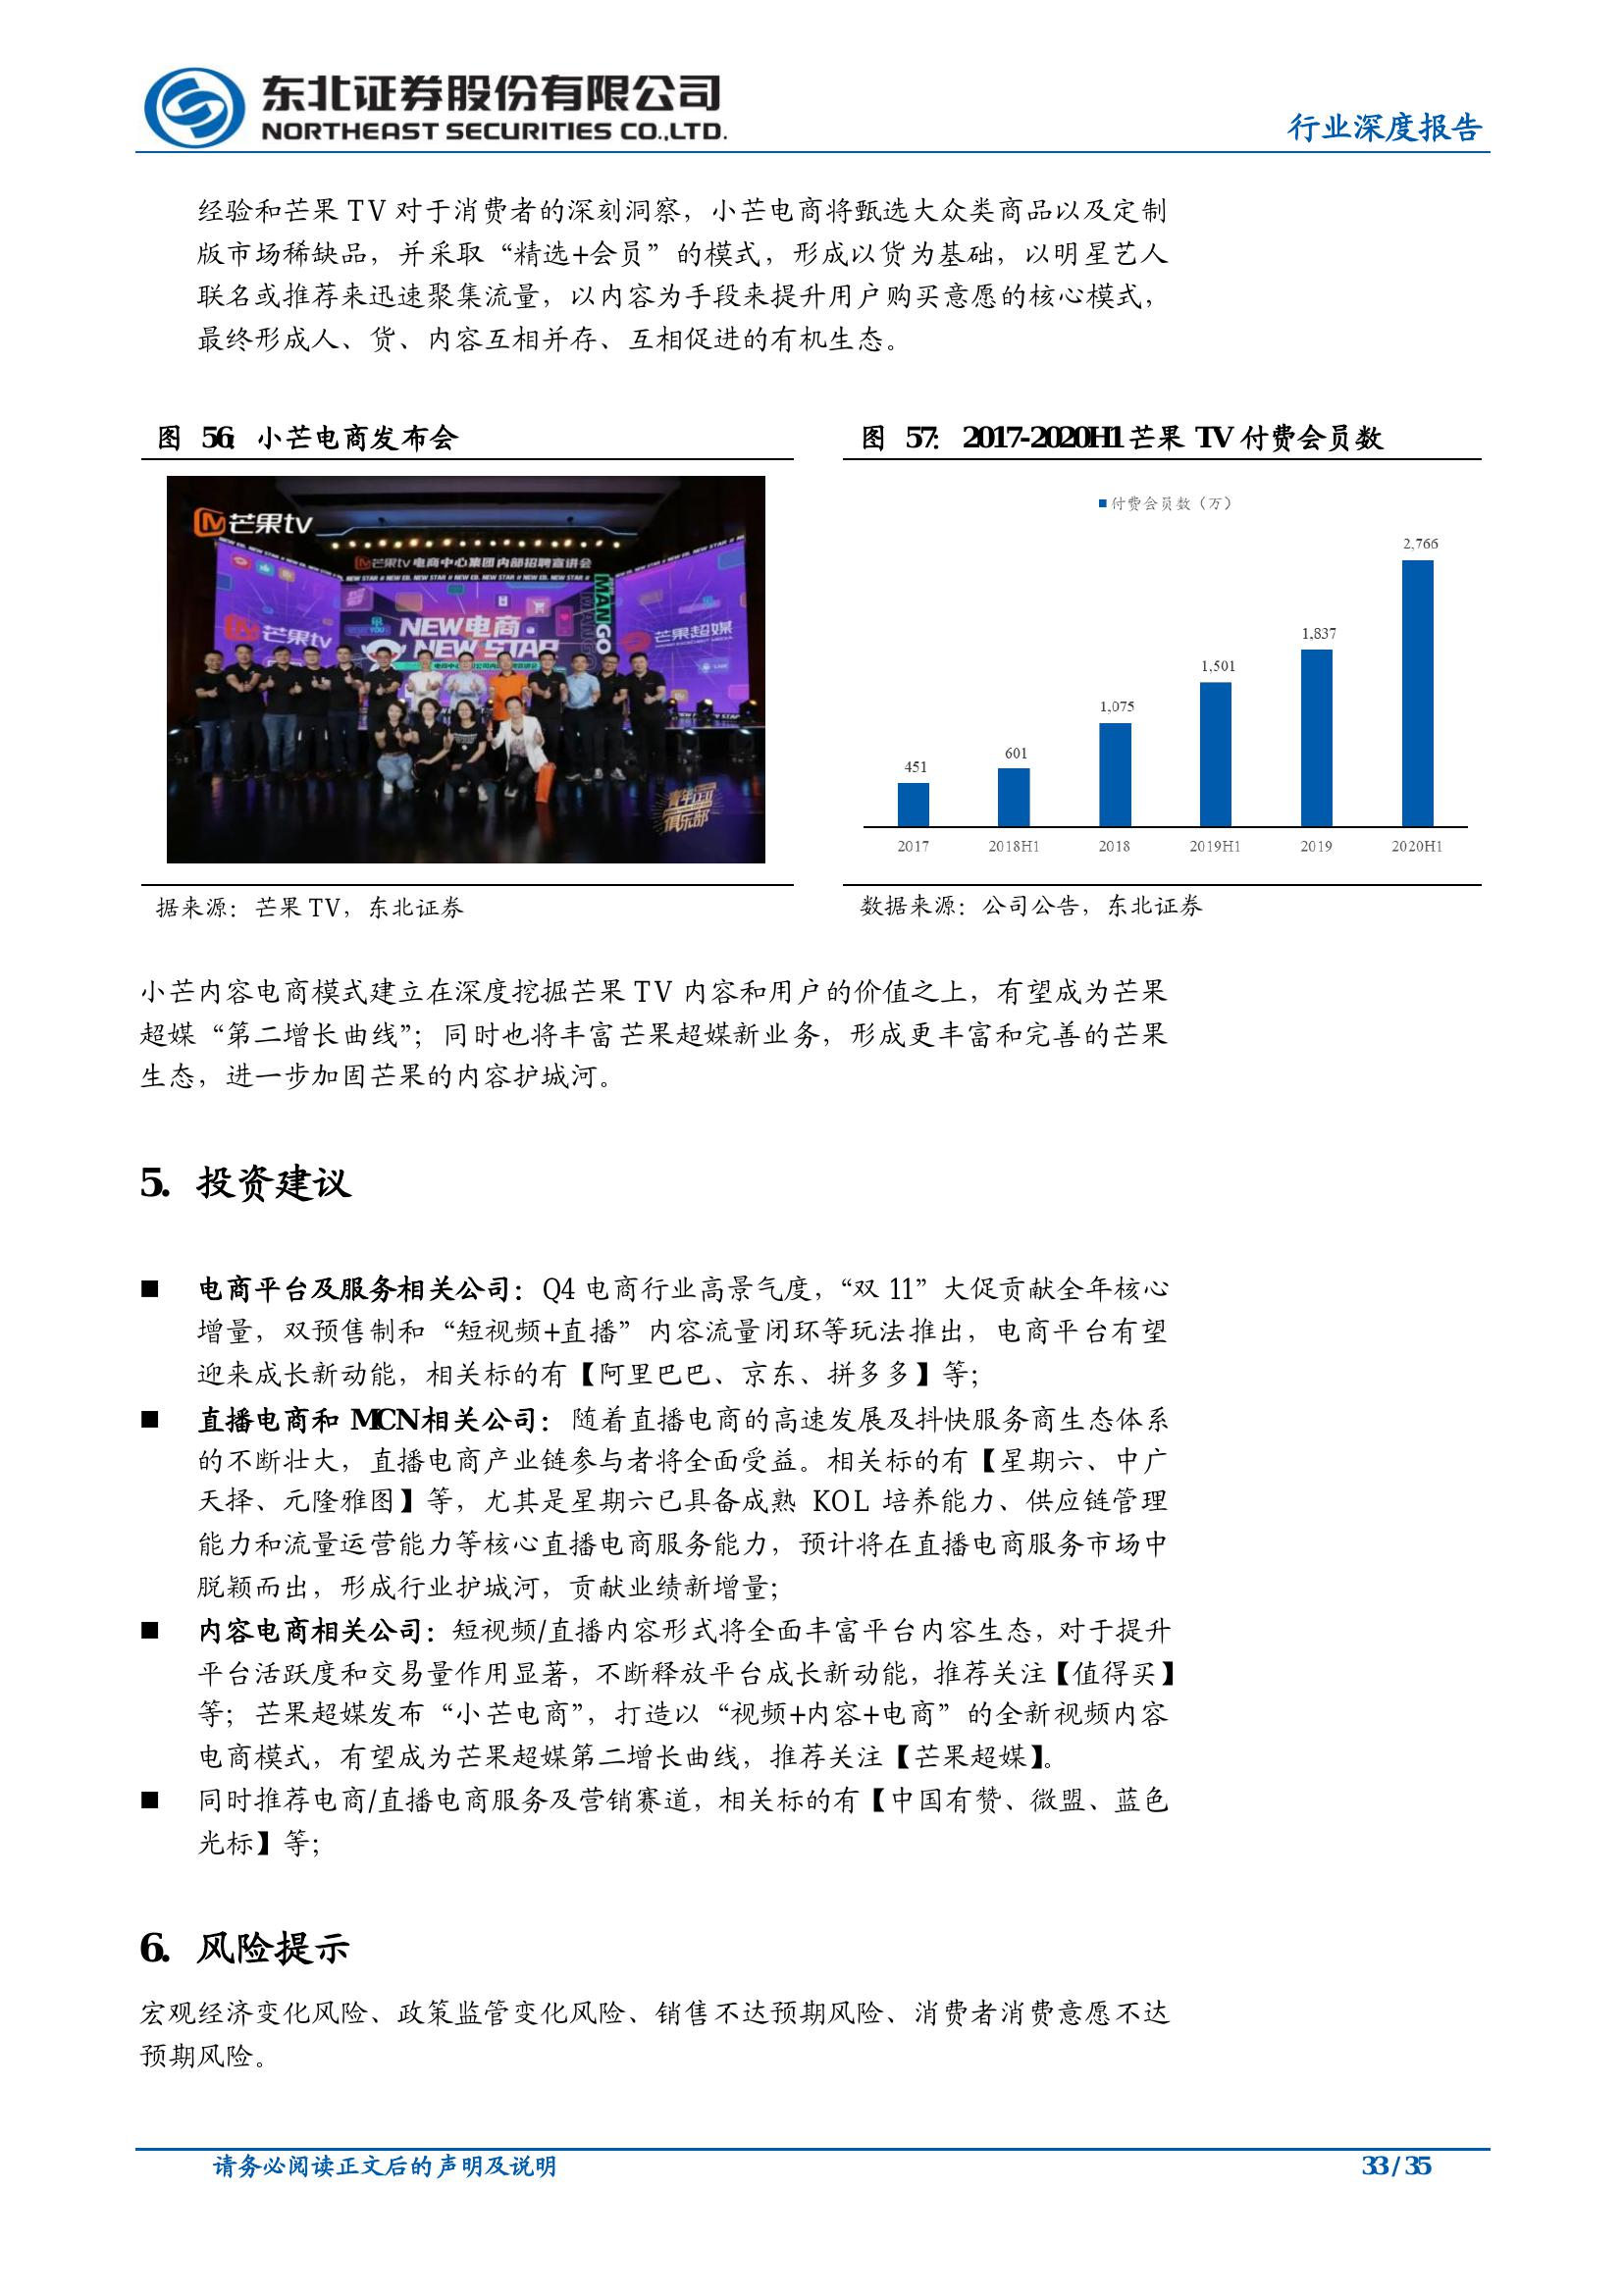 东北证券股份有限公司
NORTHEAST SECURITIES CO.,LTD.
行业深度报告
经验和芒果 TV 对于消费者的深刻洞察，小芒电商将甄选大众类商品以及定制
版市场稀缺品，并采取“精选+会员”的模式，形成以货为基础，以明星艺人
联名或推荐来迅速聚集流量，以内容为手段来提升用户购买意愿的核心模式，
最终形成人、货、内容互相并存、互相促进的有机生态。
图 56：小芒电商发布会
芒果tv
芒果tv 电商中心集团内部招聘宣讲会
芒果tv
NEW电商
NEW STAR
MANGO
芒果超媒
青年
俱乐部
据来源：芒果 TV，东北证券
图 57：2017-2020H1 芒果 TV 付费会员数
付费会员数（万）
2,766
1,837
1,501
1,075
601
451
2017 2018H1 2018 2019H1 2019 2020H1
数据来源：公司公告，东北证券
小芒内容电商模式建立在深度挖掘芒果 TV 内容和用户的价值之上，有望成为芒果
超媒“第二增长曲线”；同时也将丰富芒果超媒新业务，形成更丰富和完善的芒果
生态，进一步加固芒果的内容护城河。
5. 投资建议
■ 电商平台及服务相关公司：Q4 电商行业高景气度，“双 11”大促贡献全年核心
增量，双预售制和“短视频+直播”内容流量闭环等玩法推出，电商平台有望
迎来成长新动能，相关标的有【阿里巴巴、京东、拼多多】等；
■ 直播电商和 MCN 相关公司：随着直播电商的高速发展及抖快服务商生态体系
的不断壮大，直播电商产业链参与者将全面受益。相关标的有【星期六、中广
天择、元隆雅图】等，尤其是星期六已具备成熟 KOL 培养能力、供应链管理
能力和流量运营能力等核心直播电商服务能力，预计将在直播电商服务市场中
脱颖而出，形成行业护城河，贡献业绩新增量；
■ 内容电商相关公司：短视频/直播内容形式将全面丰富平台内容生态，对于提升
平台活跃度和交易量作用显著，不断释放平台成长新动能，推荐关注【值得买】
等；芒果超媒发布“小芒电商”，打造以“视频+内容+电商”的全新视频内容
电商模式，有望成为芒果超媒第二增长曲线，推荐关注【芒果超媒】。
■ 同时推荐电商/直播电商服务及营销赛道，相关标的有【中国有赞、微盟、蓝色
光标】等；
6. 风险提示
宏观经济变化风险、政策监管变化风险、销售不达预期风险、消费者消费意愿不达
预期风险。
请务必阅读正文后的声明及说明
33 / 35